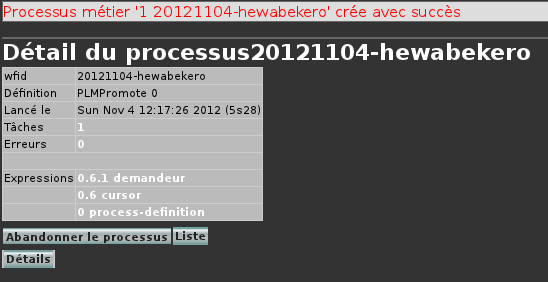 Processus métier '1 20121104-hewabekero' crée avec succès
Détail du processus20121104-hewabekero
wfid 20121104-hewabekero
Définition PLMPromote 0
Lancé le Sun Nov 4 12:17:26 2012 (5s28)
Tâches 1
Erreurs 0
Expressions 0.6.1 demandeur
0.6 cursor
0 process-definition
Abandonner le processus Liste
Détails